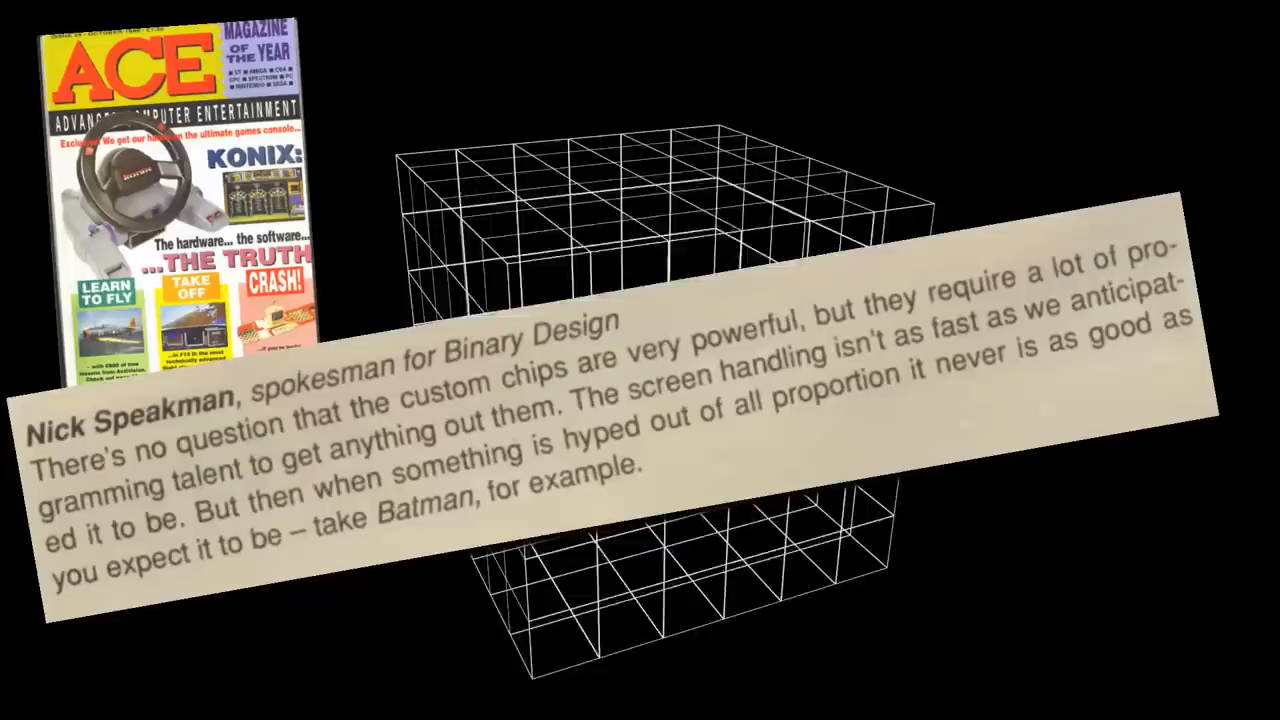 ACE
MAGAZINE
OF THE YEAR
■ ST ■ AMIGA ■ C64 ■
CPC ■ SPECTRUM ■ PC
■ NINTENDO ■ SEGA ■
ADVANCED COMPUTER ENTERTAINMENT
Exclusive! We get our hands on the ultimate games console...
KONIX:
The hardware... the software...
...THE TRUTH
LEARN
TO FLY
TAKE
OFF
CRASH!
Nick Speakman, spokesman for Binary Design
There's no question that the custom chips are very powerful, but they require a lot of pro-
gramming talent to get anything out them. The screen handling isn't as fast as we anticipat-
ed it to be. But then when something is hyped out of all proportion it never is as good as
you expect it to be – take Batman, for example.